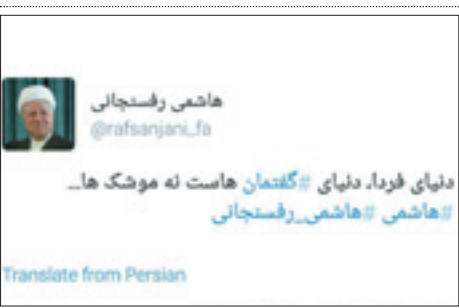 هاشمی رفسنجانی
@rafsanjani_fa
دنیای فردا، دنیای #گفتمان هاست نه موشک ها...
#هاشمی #هاشمی_رفسنجانی
Translate from Persian